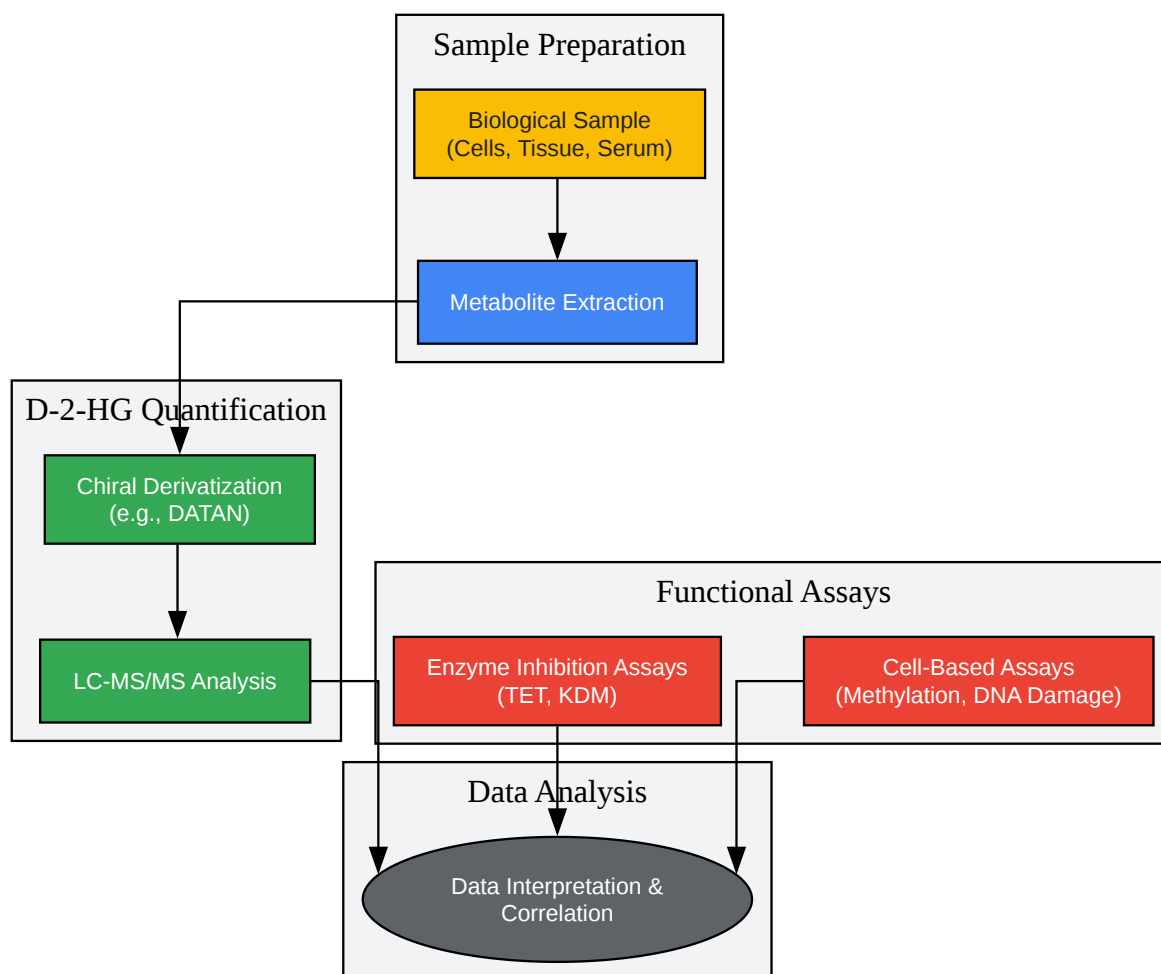 Sample Preparation
Biological Sample
(Cells, Tissue, Serum)
Metabolite Extraction
D-2-HG Quantification
Chiral Derivatization
(e.g., DATAN)
LC-MS/MS Analysis
Functional Assays
Enzyme Inhibition Assays
(TET, KDM)
Cell-Based Assays
(Methylation, DNA Damage)
Data Analysis
Data Interpretation &
Correlation